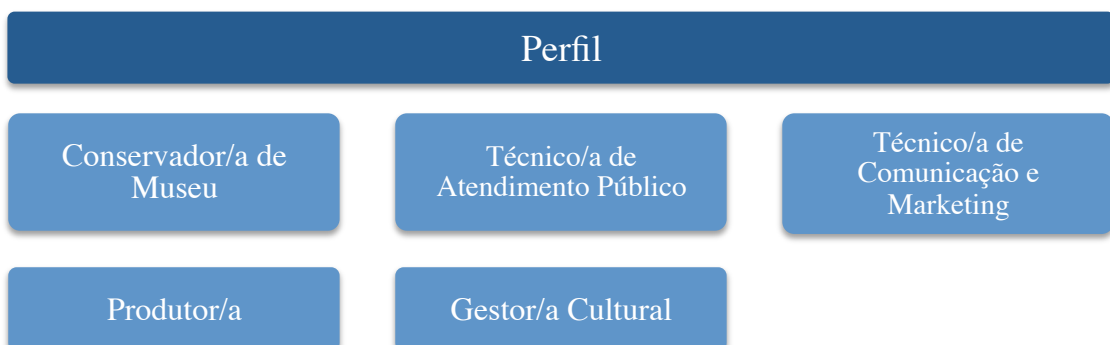 Perfil
Conservador/a de
Museu
Técnico/a de
Atendimento Público
Técnico/a de
Comunicação e
Marketing
Produtor/a
Gestor/a Cultural